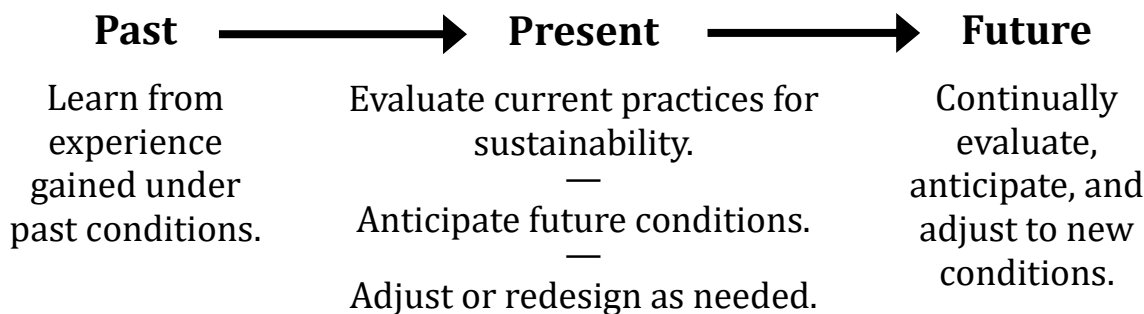 Past
Present
Future
Learn from
experience
gained under
past conditions.
Evaluate current practices for
sustainability.
—
Anticipate future conditions.
—
Adjust or redesign as needed.
Continually
evaluate,
anticipate, and
adjust to new
conditions.